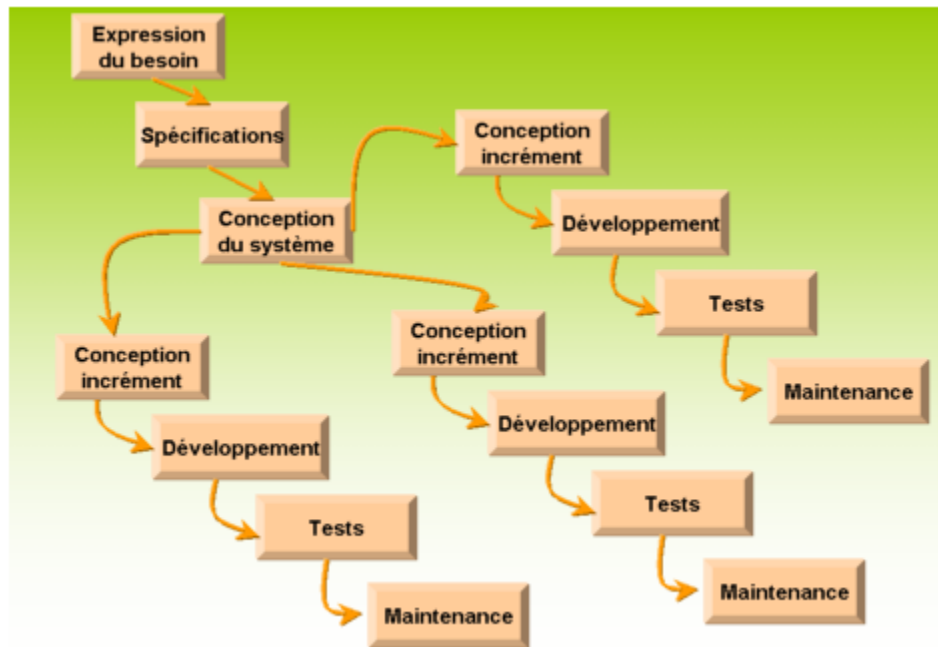 Expression
du besoin
Spécifications
Conception
du système
Conception
incrément
Développement
Tests
Maintenance
Conception
incrément
Développement
Tests
Maintenance
Conception
incrément
Développement
Tests
Maintenance